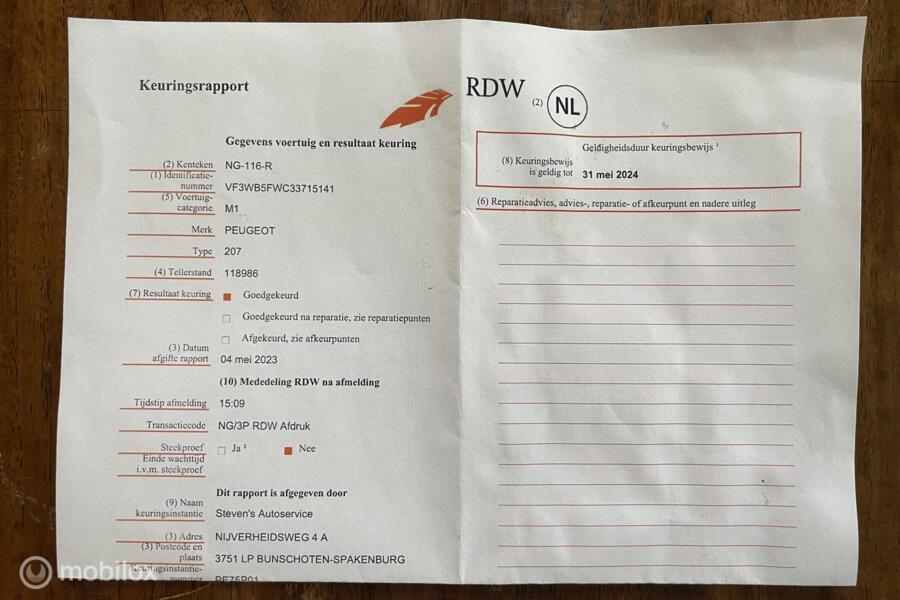 Keuringsrapport
Gegevens voertuig en resultaat keuring
(2) Kenteken NG-116-R
(1) Identificatie-
nummer VF3WB5FWC33715141
(5) Voertuig-
categorie M1
Merk PEUGEOT
Type 207
(4) Tellerstand 118986
(7) Resultaat keuring Goedgekeurd
Goedgekeurd na reparatie, zie reparatiepunten
Afgekeurd, zie afkeurpunten
(3) Datum
afgifte rapport 04 mei 2023
(10) Mededeling RDW na afmelding
Tijdstip afmelding 15:09
Transactiecode NG/3P RDW Afdruk
Steekproef Ja ² Nee
Einde wachttijd
i.v.m. steekproef
Dit rapport is afgegeven door
(9) Naam
keuringsinstantie Steven's Autoservice
(3) Adres NIJVERHEIDSWEG 4 A
(3) Postcode en
plaats 3751 LP BUNSCHOTEN-SPAKENBURG
Keuringsinstantie-
nummer PE75P01
RDW (2) NL
Geldigheidsduur keuringsbewijs ¹
(8) Keuringsbewijs
is geldig tot 31 mei 2024
(6) Reparatieadvies, advies-, reparatie- of afkeurpunt en nadere uitleg
mobilox